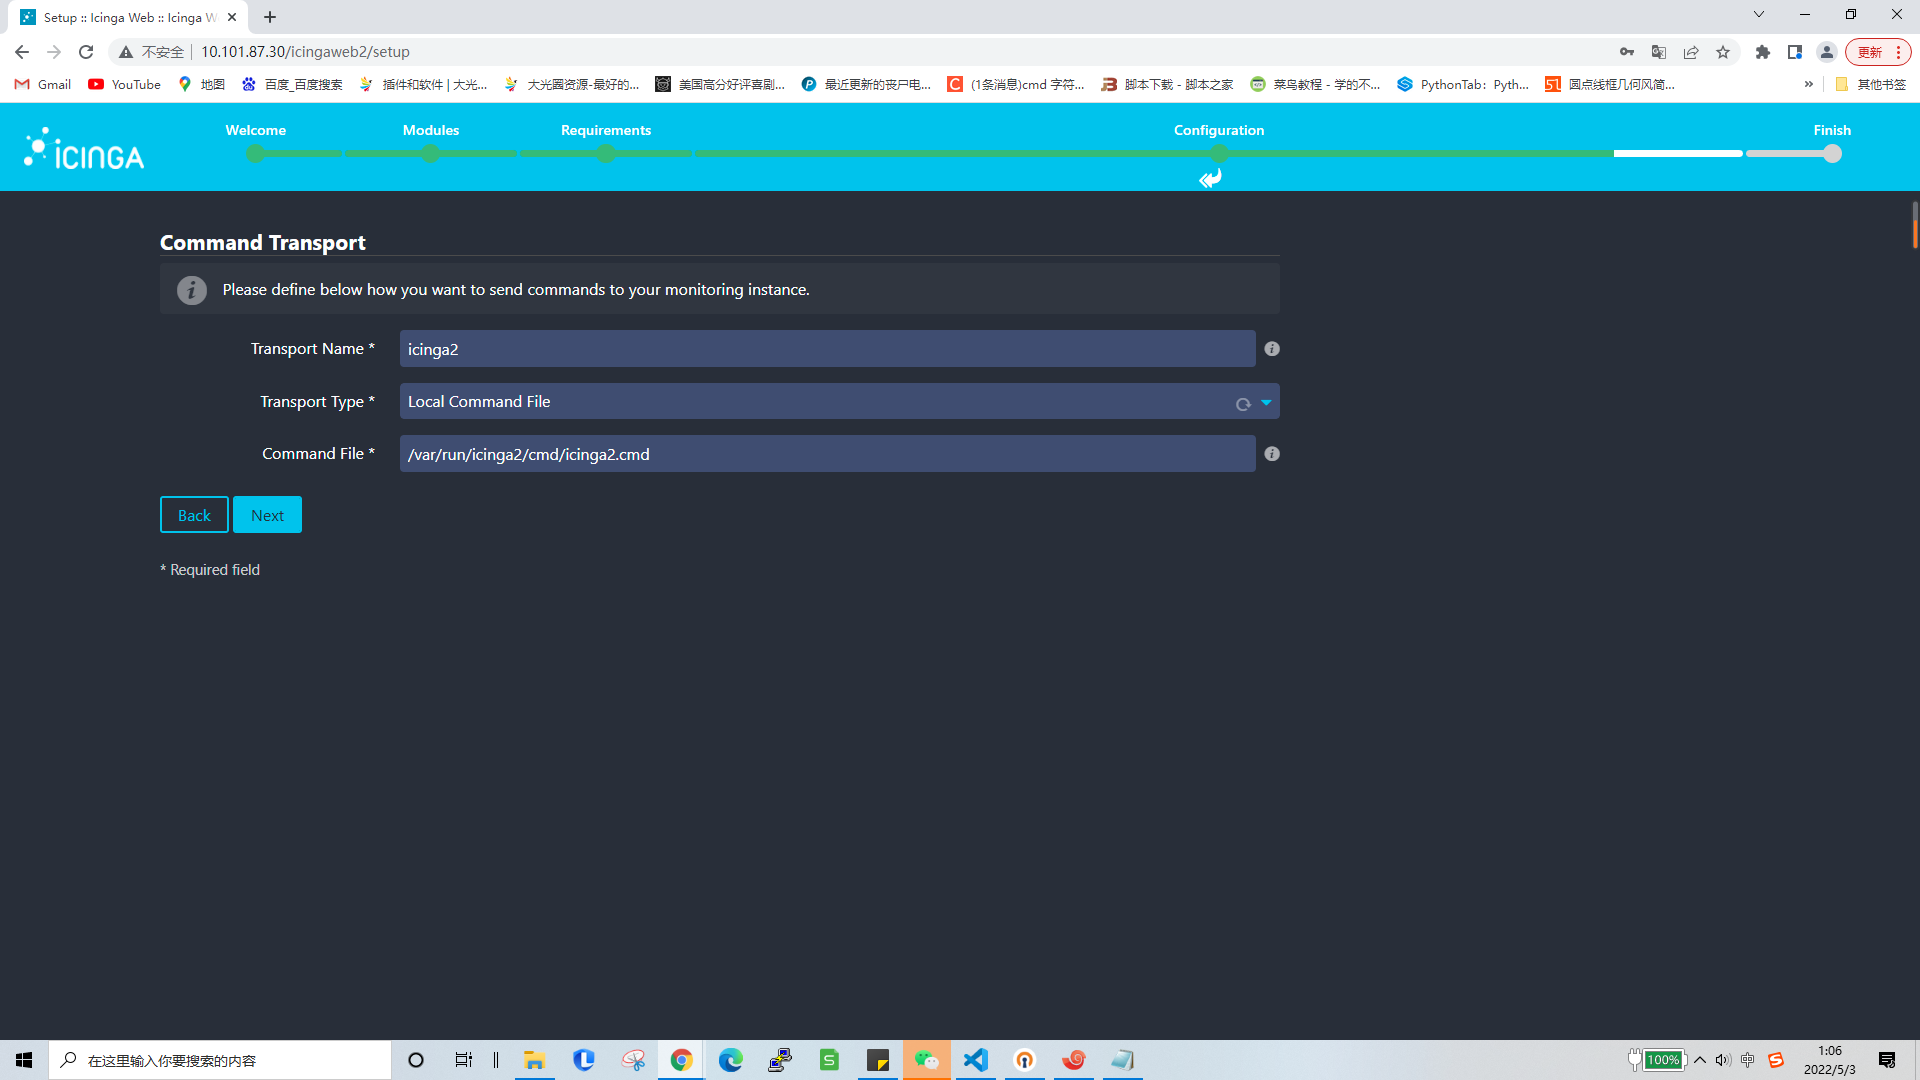 Setup :: Icinga Web :: Icinga W
不安全
10.101.87.30/icingaweb2/setup
更新
Gmail
YouTube
地图
百度_百度搜索
插件和软件 | 大光...
大光圈资源-最好的...
美国高分好评喜剧...
最近更新的丧尸电...
(1条消息)cmd 字符...
脚本下载 - 脚本之家
菜鸟教程 - 学的不...
PythonTab：Pyth...
圆点线框几何风简...
»
其他书签
ICINGA
Welcome
Modules
Requirements
Configuration
Finish
Command Transport
Please define below how you want to send commands to your monitoring instance.
Transport Name *
icinga2
Transport Type *
Local Command File
Command File *
/var/run/icinga2/cmd/icinga2.cmd
Back
Next
* Required field
在这里输入你要搜索的内容
100%
中
1:06
2022/5/3